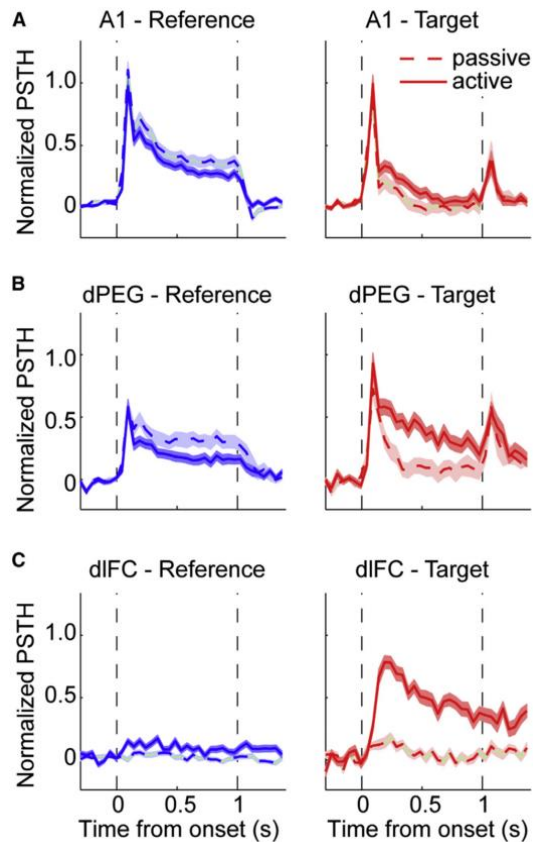 A
A1 - Reference
A1 - Target
passive
active
Normalized PSTH
1.0
0.5
0
B
dPEG - Reference
dPEG - Target
Normalized PSTH
1.0
0.5
0
C
dlFC - Reference
dlFC - Target
Normalized PSTH
1.0
0.5
0
0 0.5 1
0 0.5 1
Time from onset (s)
Time from onset (s)